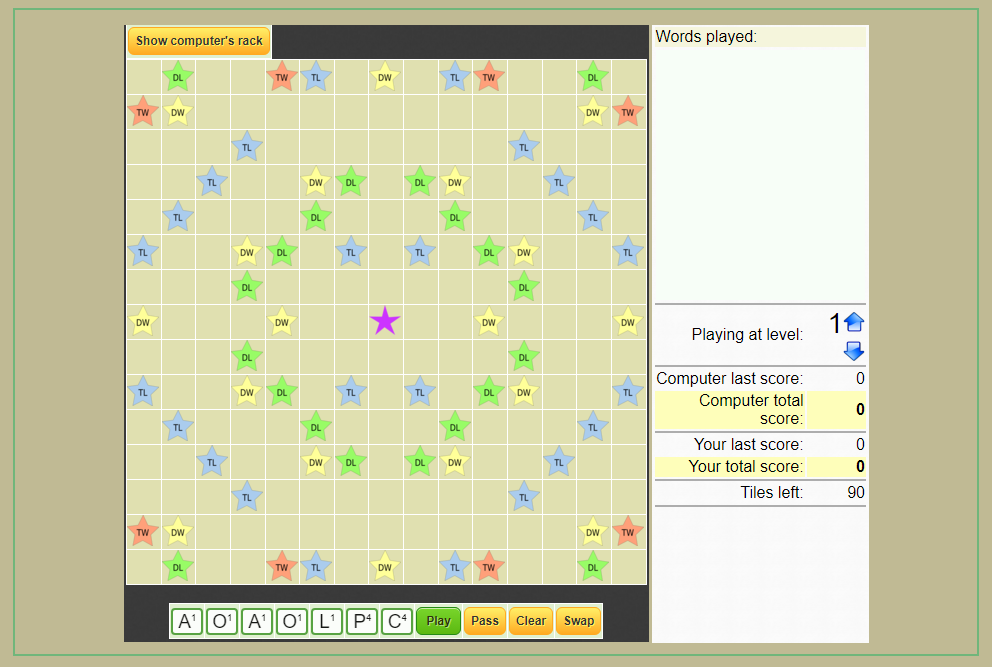 Show computer's rack
Words played:
DL TW TL DW TL TW DL
TW DW DW TW
TL TL
TL DW DL DL DW TL
TL DL DL TL
TL DW DL TL TL DL DW TL
DL DL
DW DW DW DW
DL DL
TL DW DL TL TL DL DW TL
TL DL DL TL
TL DW DL DL DW TL
TL TL
TW DW DW TW
DL TW TL DW TL TW DL
Playing at level: 1
Computer last score: 0
Computer total
score: 0
Your last score: 0
Your total score: 0
Tiles left: 90
A¹ O¹ A¹ O¹ L¹ P⁴ C⁴ Play Pass Clear Swap